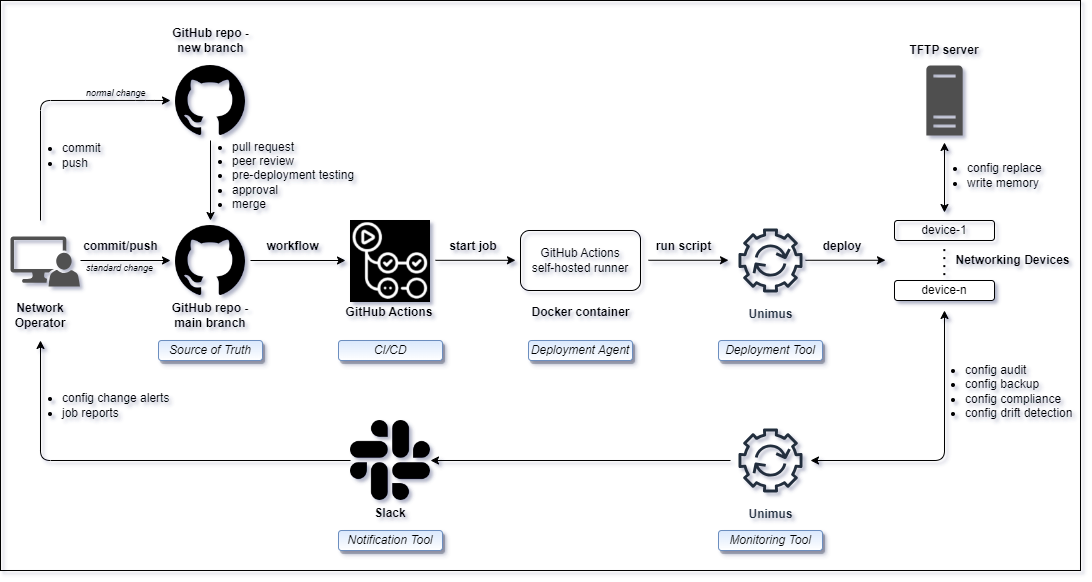 GitHub repo -
new branch
TFTP server
normal change
• commit
• push
• pull request
• peer review
• pre-deployment testing
• approval
• merge
• config replace
• write memory
commit/push
standard change
workflow
start job
GitHub Actions
self-hosted runner
run script
deploy
device-1
Networking Devices
device-n
Network
Operator
GitHub repo -
main branch
GitHub Actions
Docker container
Unimus
Source of Truth
CI/CD
Deployment Agent
Deployment Tool
• config change alerts
• job reports
• config audit
• config backup
• config compliance
• config drift detection
Slack
Unimus
Notification Tool
Monitoring Tool